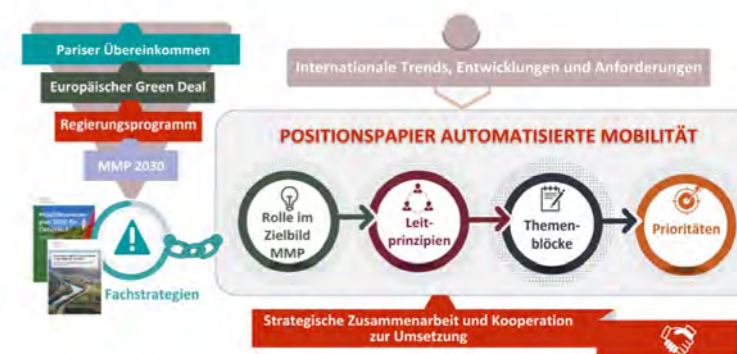 Pariser Übereinkommen
Europäischer Green Deal
Regierungsprogramm
MMP 2030
Fachstrategien
Internationale Trends, Entwicklungen und Anforderungen
POSITIONSPAPIER AUTOMATISIERTE MOBILITÄT
Rolle im
Zielbild
MMP
Leit-
prinzipien
Themen-
blöcke
Prioritäten
Strategische Zusammenarbeit und Kooperation
zur Umsetzung